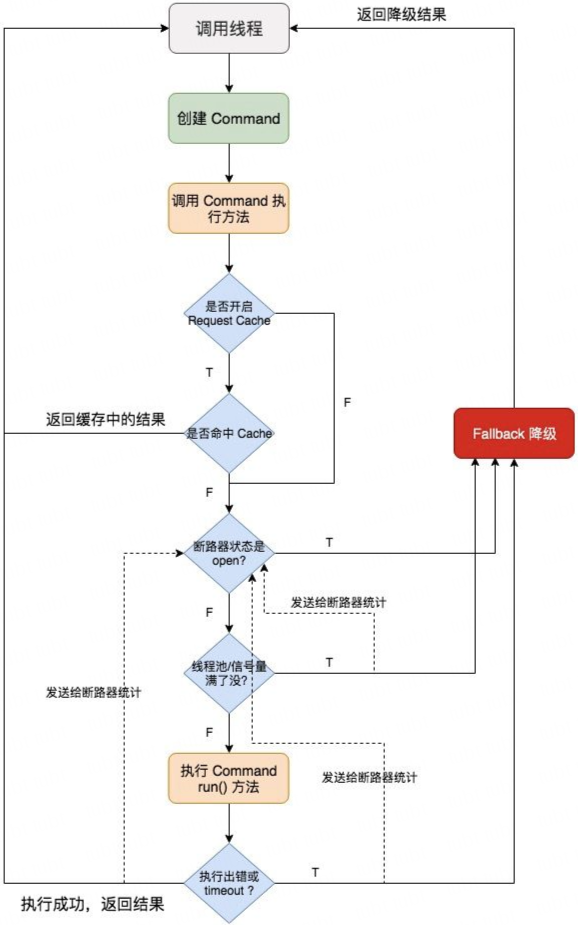 返回降级结果
调用线程
创建 Command
调用 Command 执
行方法
是否开启
Request Cache
T
F
返回缓存中的结果
是否命中 Cache
Fallback 降级
F
断路器状态是
open?
T
发送给断路器统计
F
线程池/信号量
满了没?
T
发送给断路器统计
F
执行 Command
run() 方法
发送给断路器统计
执行出错或
timeout ?
T
执行成功，返回结果